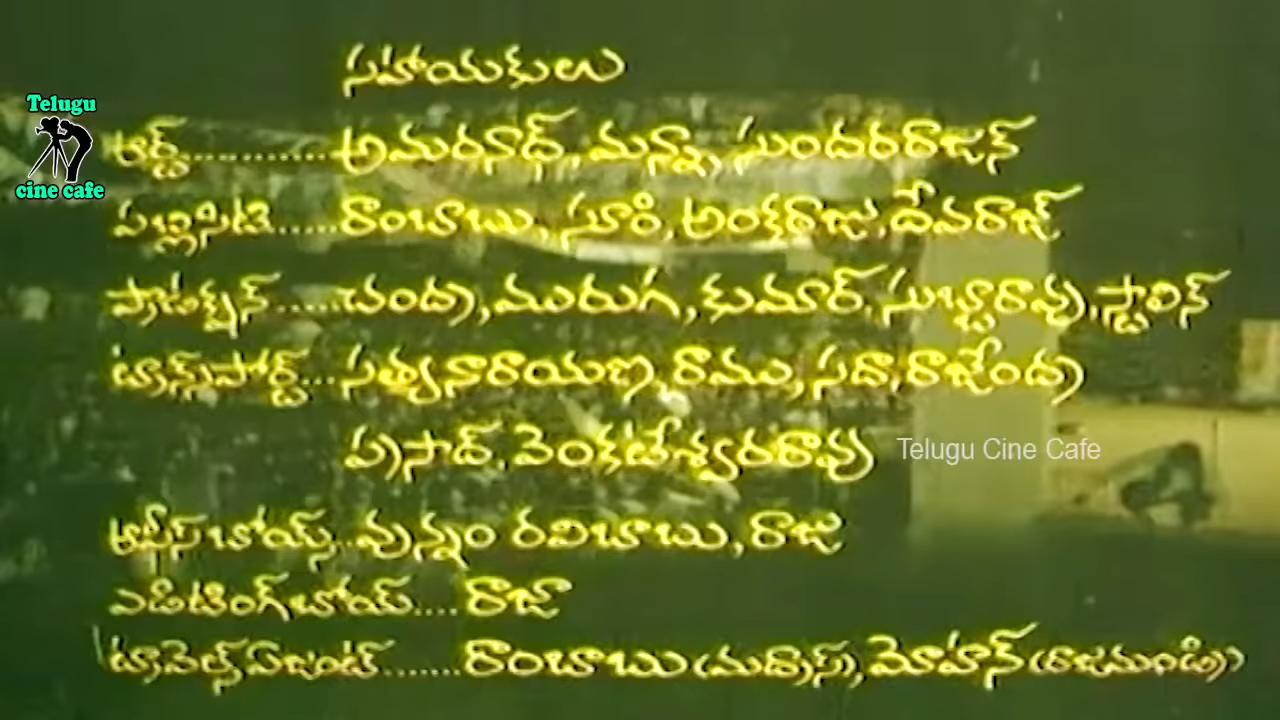 సహాయకులు
Telugu
cine cafe
ఆర్ట్............అమరనాథ్, మన్నా, సుందరరాజన్
పబ్లిసిటి......రాంబాబు, సూరి, అంకరాజు, దేవరాజ్
ప్రొడక్షన్......చంద్ర, మురుగ, కుమార్, సుబ్బారావు, స్టాలిన్
ట్రాన్స్‌పోర్ట్...సత్యనారాయణ, రాము, సదా, రాజేంద్ర
ప్రసాద్, వెంకటేశ్వరరావు
Telugu Cine Cafe
ఆఫీస్ బోయ్స్..వున్నం రవిబాబు, రాజు
ఎడిటింగ్ బోయ్....రాజా
ట్రావెల్స్ ఏజంట్.......రాంబాబు (మద్రాస్), మోహన్ (రాజమండ్రి)